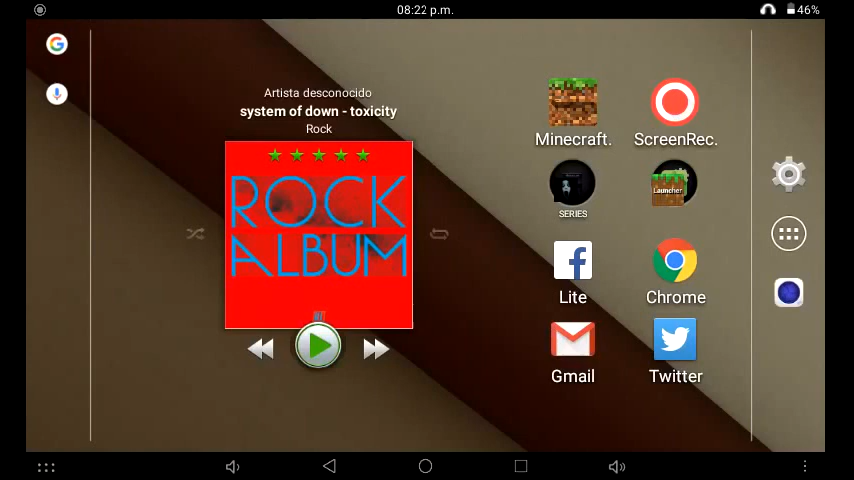 08:22 p.m.
46%
Artista desconocido
system of down - toxicity
Rock
ROCK
ALBUM
Minecraft.
ScreenRec.
SERIES
Launcher
Lite
Chrome
Gmail
Twitter